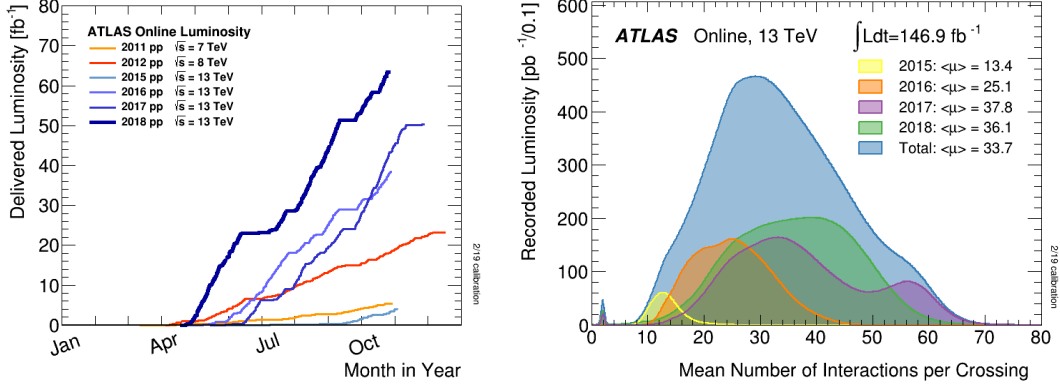 Delivered Luminosity [fb⁻¹]
80
70
60
50
40
30
20
10
0
ATLAS Online Luminosity
2011 pp √s = 7 TeV
2012 pp √s = 8 TeV
2015 pp √s = 13 TeV
2016 pp √s = 13 TeV
2017 pp √s = 13 TeV
2018 pp √s = 13 TeV
2/19 calibration
Jan Apr Jul Oct
Month in Year
Recorded Luminosity [pb⁻¹/0.1]
600
500
400
300
200
100
0
ATLAS Online, 13 TeV ∫Ldt=146.9 fb⁻¹
2015: <μ> = 13.4
2016: <μ> = 25.1
2017: <μ> = 37.8
2018: <μ> = 36.1
Total: <μ> = 33.7
2/19 calibration
0 10 20 30 40 50 60 70 80
Mean Number of Interactions per Crossing